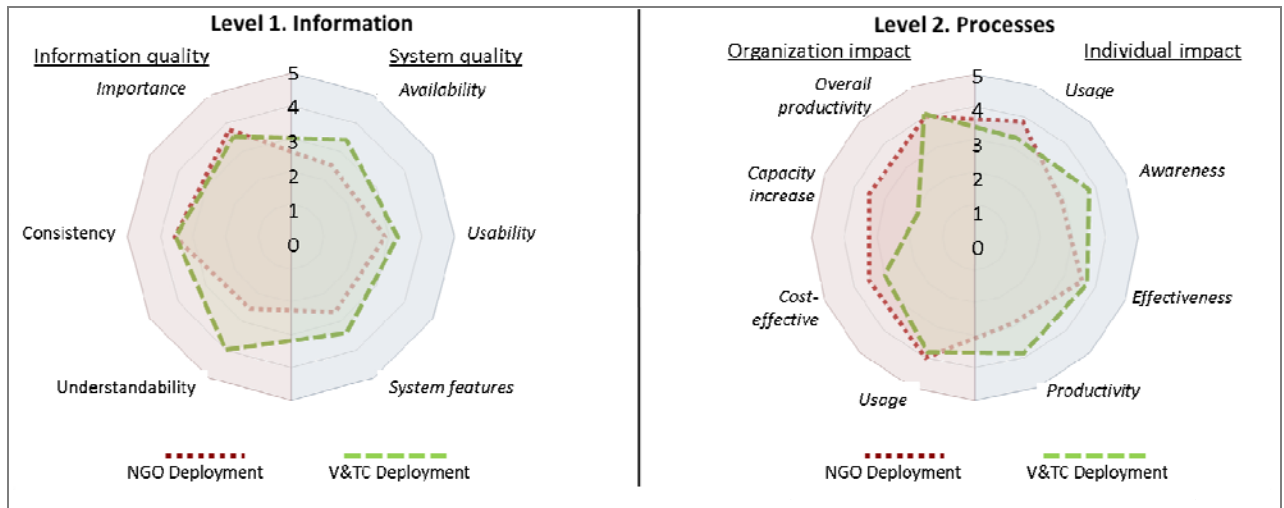 Level 1. Information
Information quality
System quality
Importance
Availability
Consistency
Usability
Understandability
System features
5
4
3
2
1
0
NGO Deployment
V&TC Deployment
Level 2. Processes
Organization impact
Individual impact
Overall
productivity
Usage
Capacity
increase
Awareness
Cost-
effective
Effectiveness
Usage
Productivity
5
4
3
2
1
0
NGO Deployment
V&TC Deployment